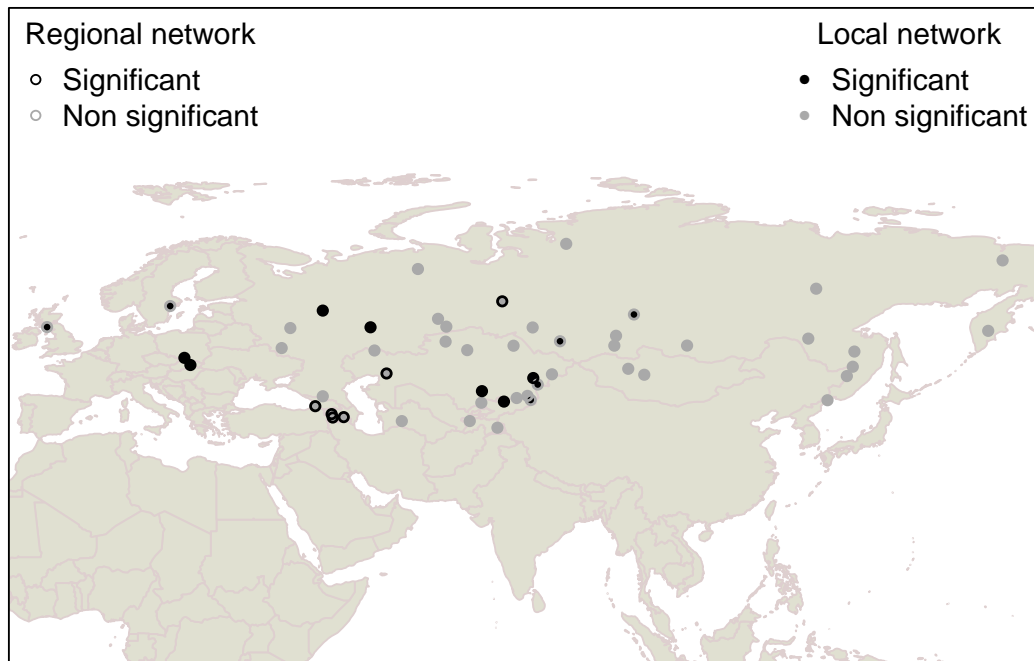 Regional network
Significant
Non significant
Local network
Significant
Non significant